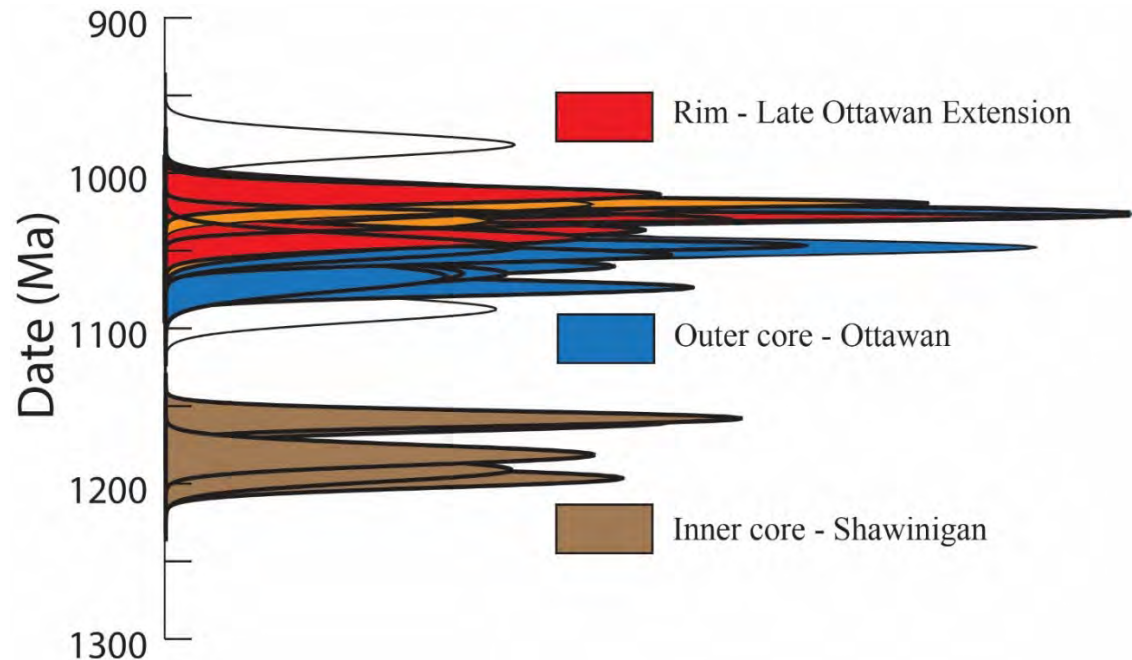 900
Rim - Late Ottawan Extension
1000
Date (Ma)
1100
Outer core - Ottawan
1200
Inner core - Shawinigan
1300